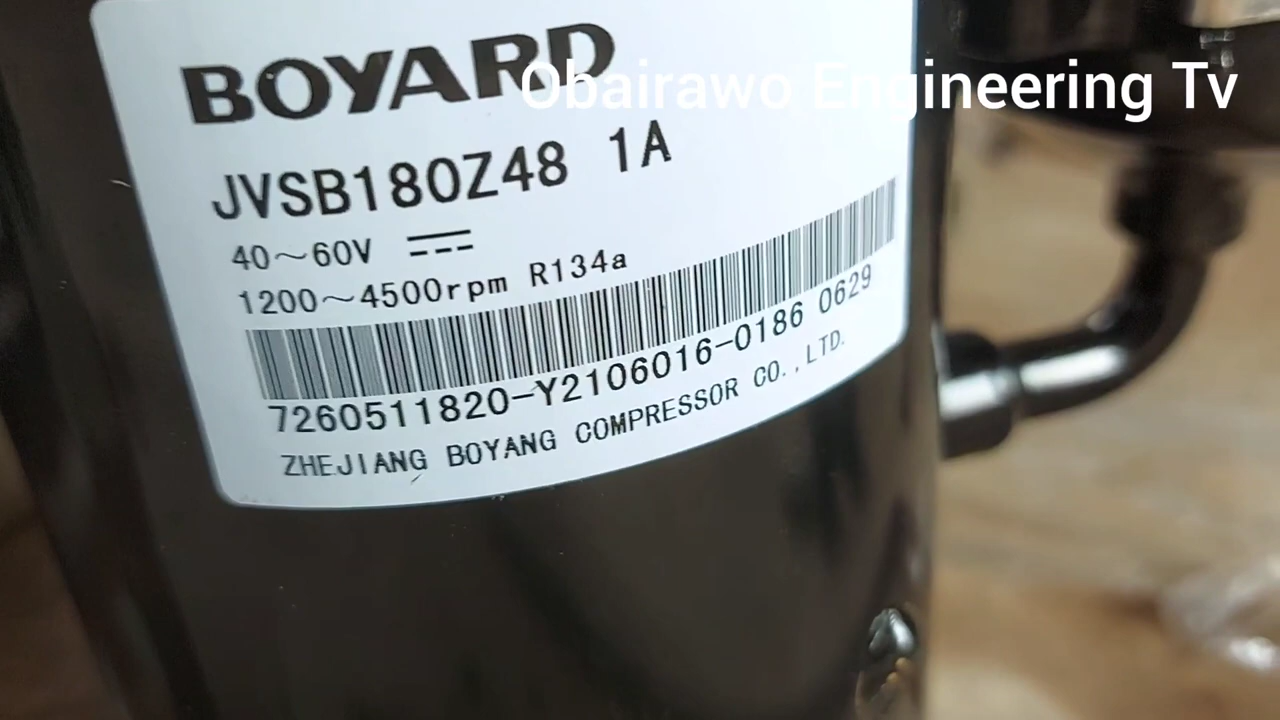 BOYARD
Obairawo Engineering Tv
JVSB180Z48 1A
40～60V ⎓
1200～4500rpm R134a
7260511820-Y2106016-0186 0629
ZHEJIANG BOYANG COMPRESSOR CO.,LTD.